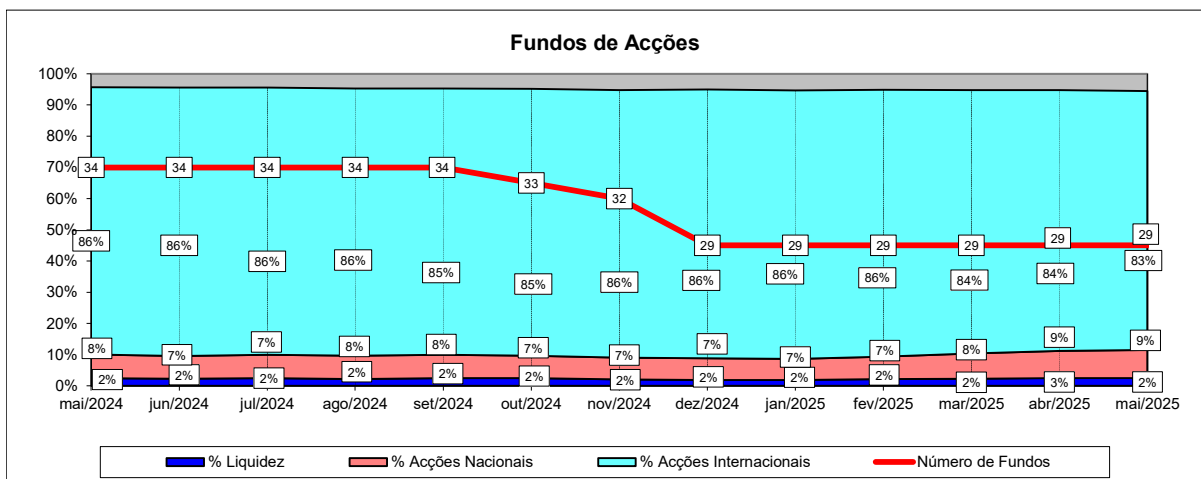 Fundos de Acções
100%
90%
80%
70%
60%
50%
40%
30%
20%
10%
0%
34 34 34 34 34 33 32 29 29 29 29 29 29
86% 86% 86% 86% 85% 85% 86% 86% 86% 86% 84% 84% 83%
8% 7% 7% 8% 8% 7% 7% 7% 7% 7% 8% 9% 9%
2% 2% 2% 2% 2% 2% 2% 2% 2% 2% 2% 3% 2%
mai/2024 jun/2024 jul/2024 ago/2024 set/2024 out/2024 nov/2024 dez/2024 jan/2025 fev/2025 mar/2025 abr/2025 mai/2025
% Liquidez % Acções Nacionais % Acções Internacionais Número de Fundos